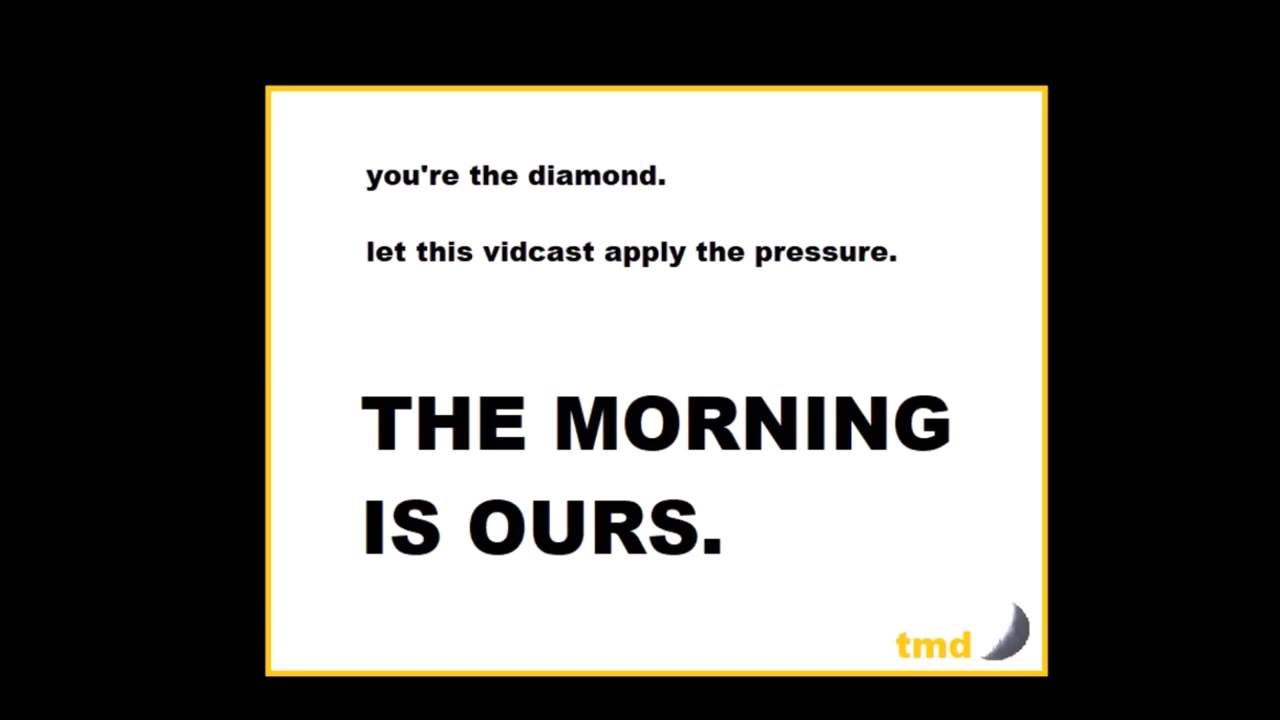 you're the diamond.
let this vidcast apply the pressure.
THE MORNING
IS OURS.
tmd